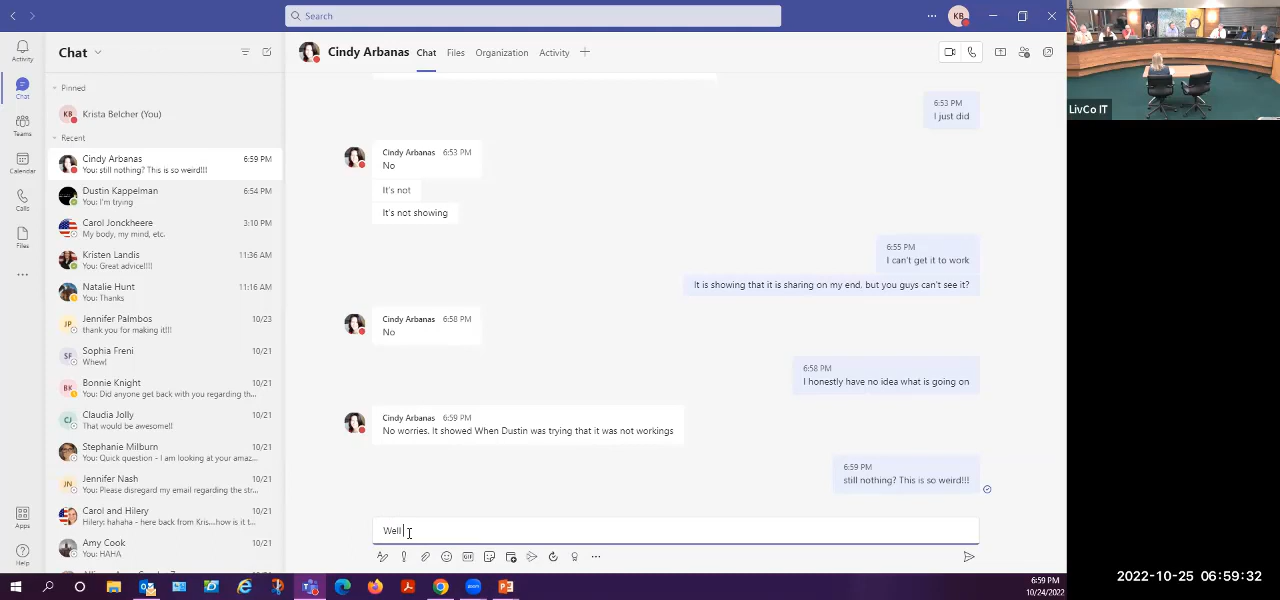 Search
KB
LivCo IT
Activity
Chat
Teams
Calendar
Calls
Files
Apps
Help
Chat
Pinned
KB
Krista Belcher (You)
Recent
Cindy Arbanas 6:59 PM
You: still nothing? This is so weird!!!
Dustin Kappelman 6:54 PM
You: I'm trying
Carol Jonckheere 3:10 PM
My body, my mind, etc.
Kristen Landis 11:36 AM
You: Great advice!!!!
Natalie Hunt 11:16 AM
You: Thanks
JP
Jennifer Palmbos 10/23
thank you for making it!!!
SF
Sophia Freni 10/21
Whew!
BK
Bonnie Knight 10/21
You: Did anyone get back with you regarding th...
CJ
Claudia Jolly 10/21
That would be awesome!!
Stephanie Milburn 10/21
You: Quick question - I am looking at your amaz...
JN
Jennifer Nash 10/21
You: Please disregard my email regarding the str...
Carol and Hilery 10/21
Hilery: hahaha - here back from Kris....how is it t...
Amy Cook 10/21
You: HAHA
Cindy Arbanas Chat Files Organization Activity
6:53 PM
I just did
Cindy Arbanas 6:53 PM
No
It's not
It's not showing
6:55 PM
I can't get it to work
It is showing that it is sharing on my end, but you guys can't see it?
Cindy Arbanas 6:58 PM
No
6:58 PM
I honestly have no idea what is going on
Cindy Arbanas 6:59 PM
No worries. It showed When Dustin was trying that it was not workings
6:59 PM
still nothing? This is so weird!!!
Well
6:59 PM
10/24/2022
2022-10-25 06:59:32